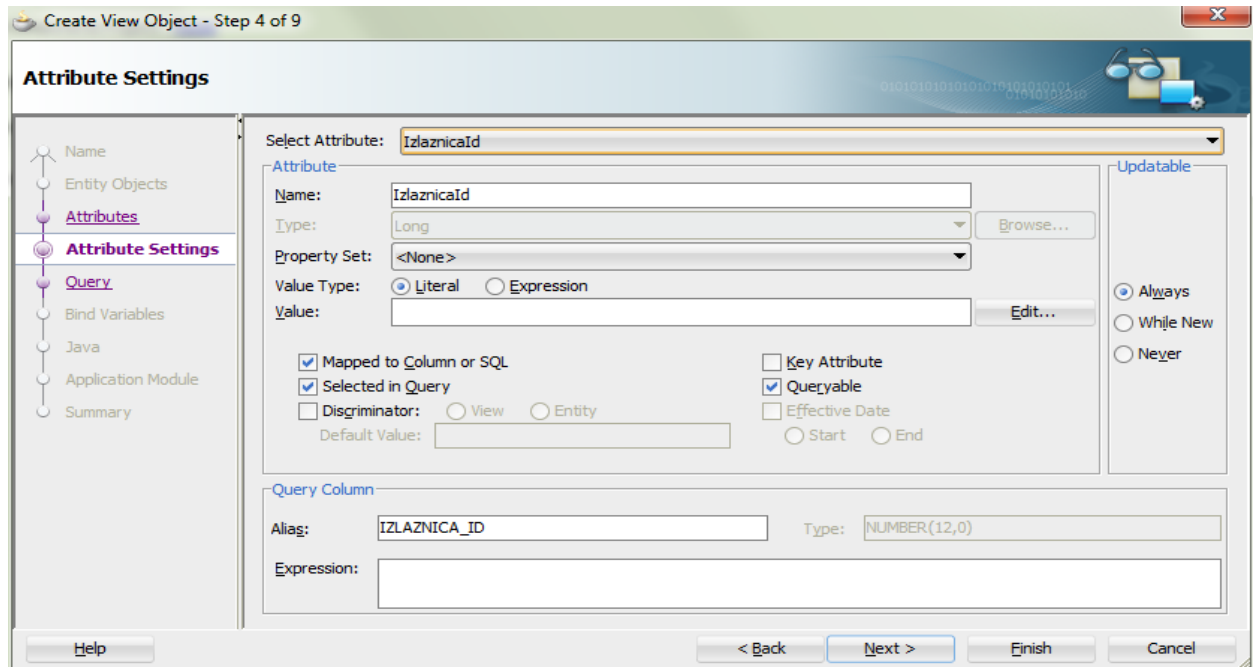 Create View Object - Step 4 of 9
Attribute Settings
010101010101010101010101010101
01010101010
Name
Entity Objects
Attributes
Attribute Settings
Query
Bind Variables
Java
Application Module
Summary
Select Attribute: IzlaznicaId
Attribute
Name: IzlaznicaId
Type: Long Browse...
Property Set: <None>
Value Type: Literal Expression
Value: Edit...
Mapped to Column or SQL Key Attribute
Selected in Query Queryable
Discriminator: View Entity Effective Date
Default Value: Start End
Updatable
Always
While New
Never
Query Column
Alias: IZLAZNICA_ID Type: NUMBER(12,0)
Expression:
Help < Back Next > Finish Cancel